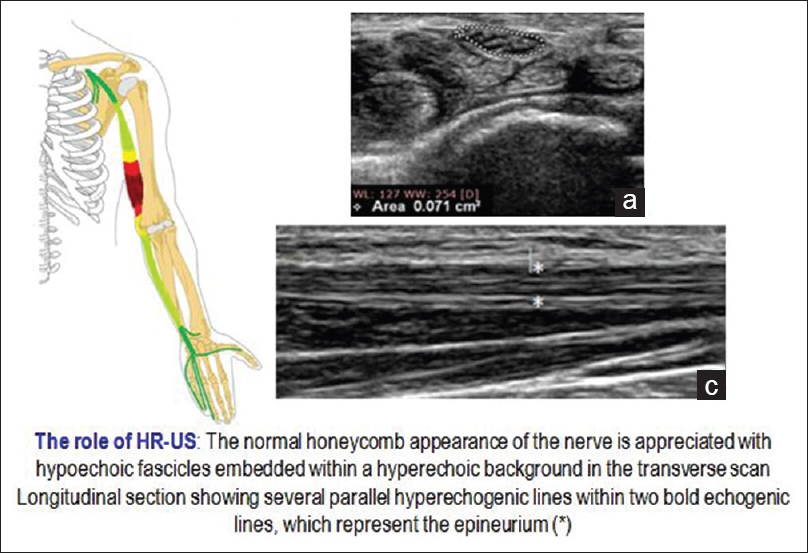 a
WL: 127 WW: 254 [D]
Area 0.071 cm²
*
*
c
The role of HR-US: The normal honeycomb appearance of the nerve is appreciated with
hypoechoic fascicles embedded within a hyperechoic background in the transverse scan
Longitudinal section showing several parallel hyperechogenic lines within two bold echogenic
lines, which represent the epineurium (*)